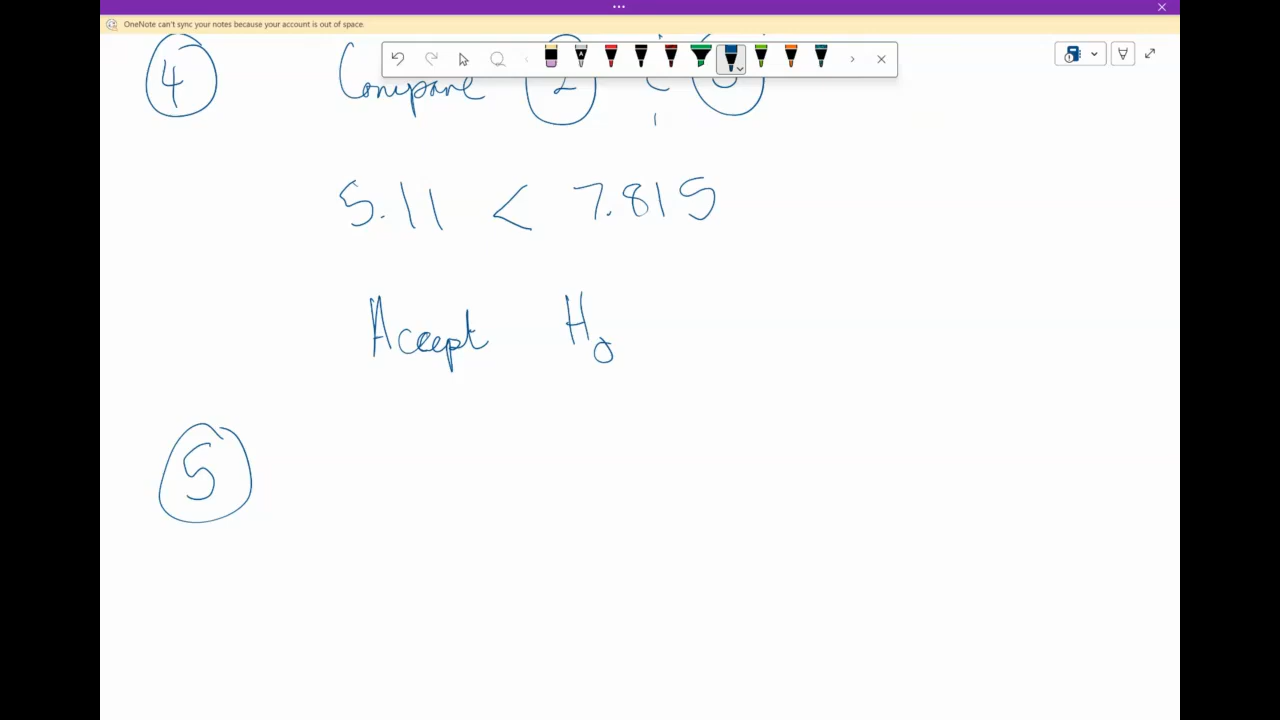 OneNote can't sync your notes because your account is out of space.
4 Compare 2
5.11 < 7.815
Accept H0
5